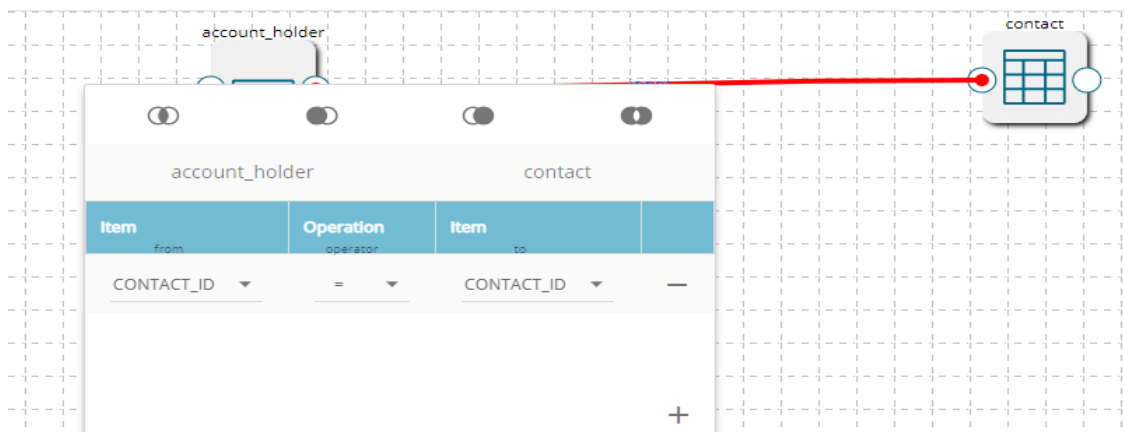 account_holder
contact
account_holder contact
Item Operation Item
from operator to
CONTACT_ID = CONTACT_ID